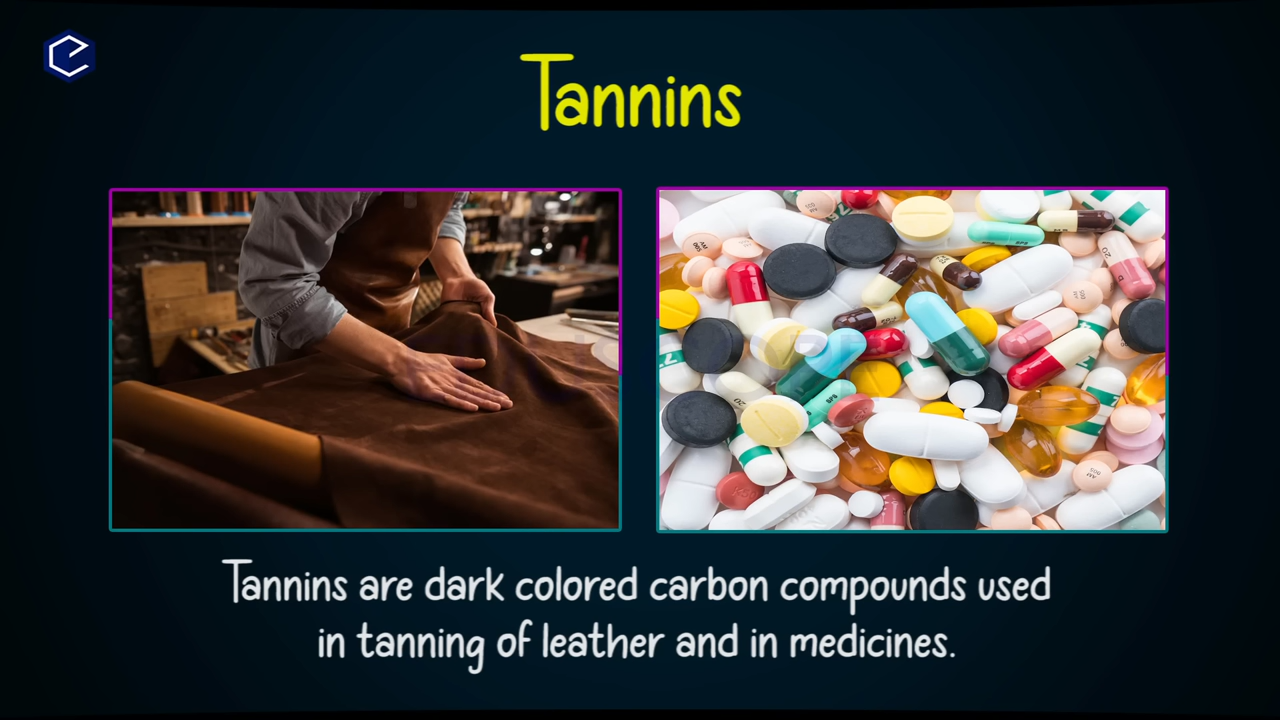 Tannins
Tannins are dark colored carbon compounds used
in tanning of leather and in medicines.